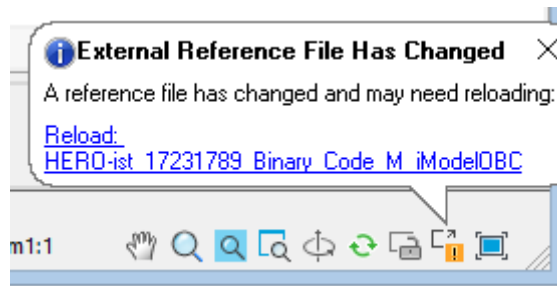 External Reference File Has Changed
A reference file has changed and may need reloading:
Reload:
HERO-ist_17231789_Binary_Code_M_iModelOBC
m1:1